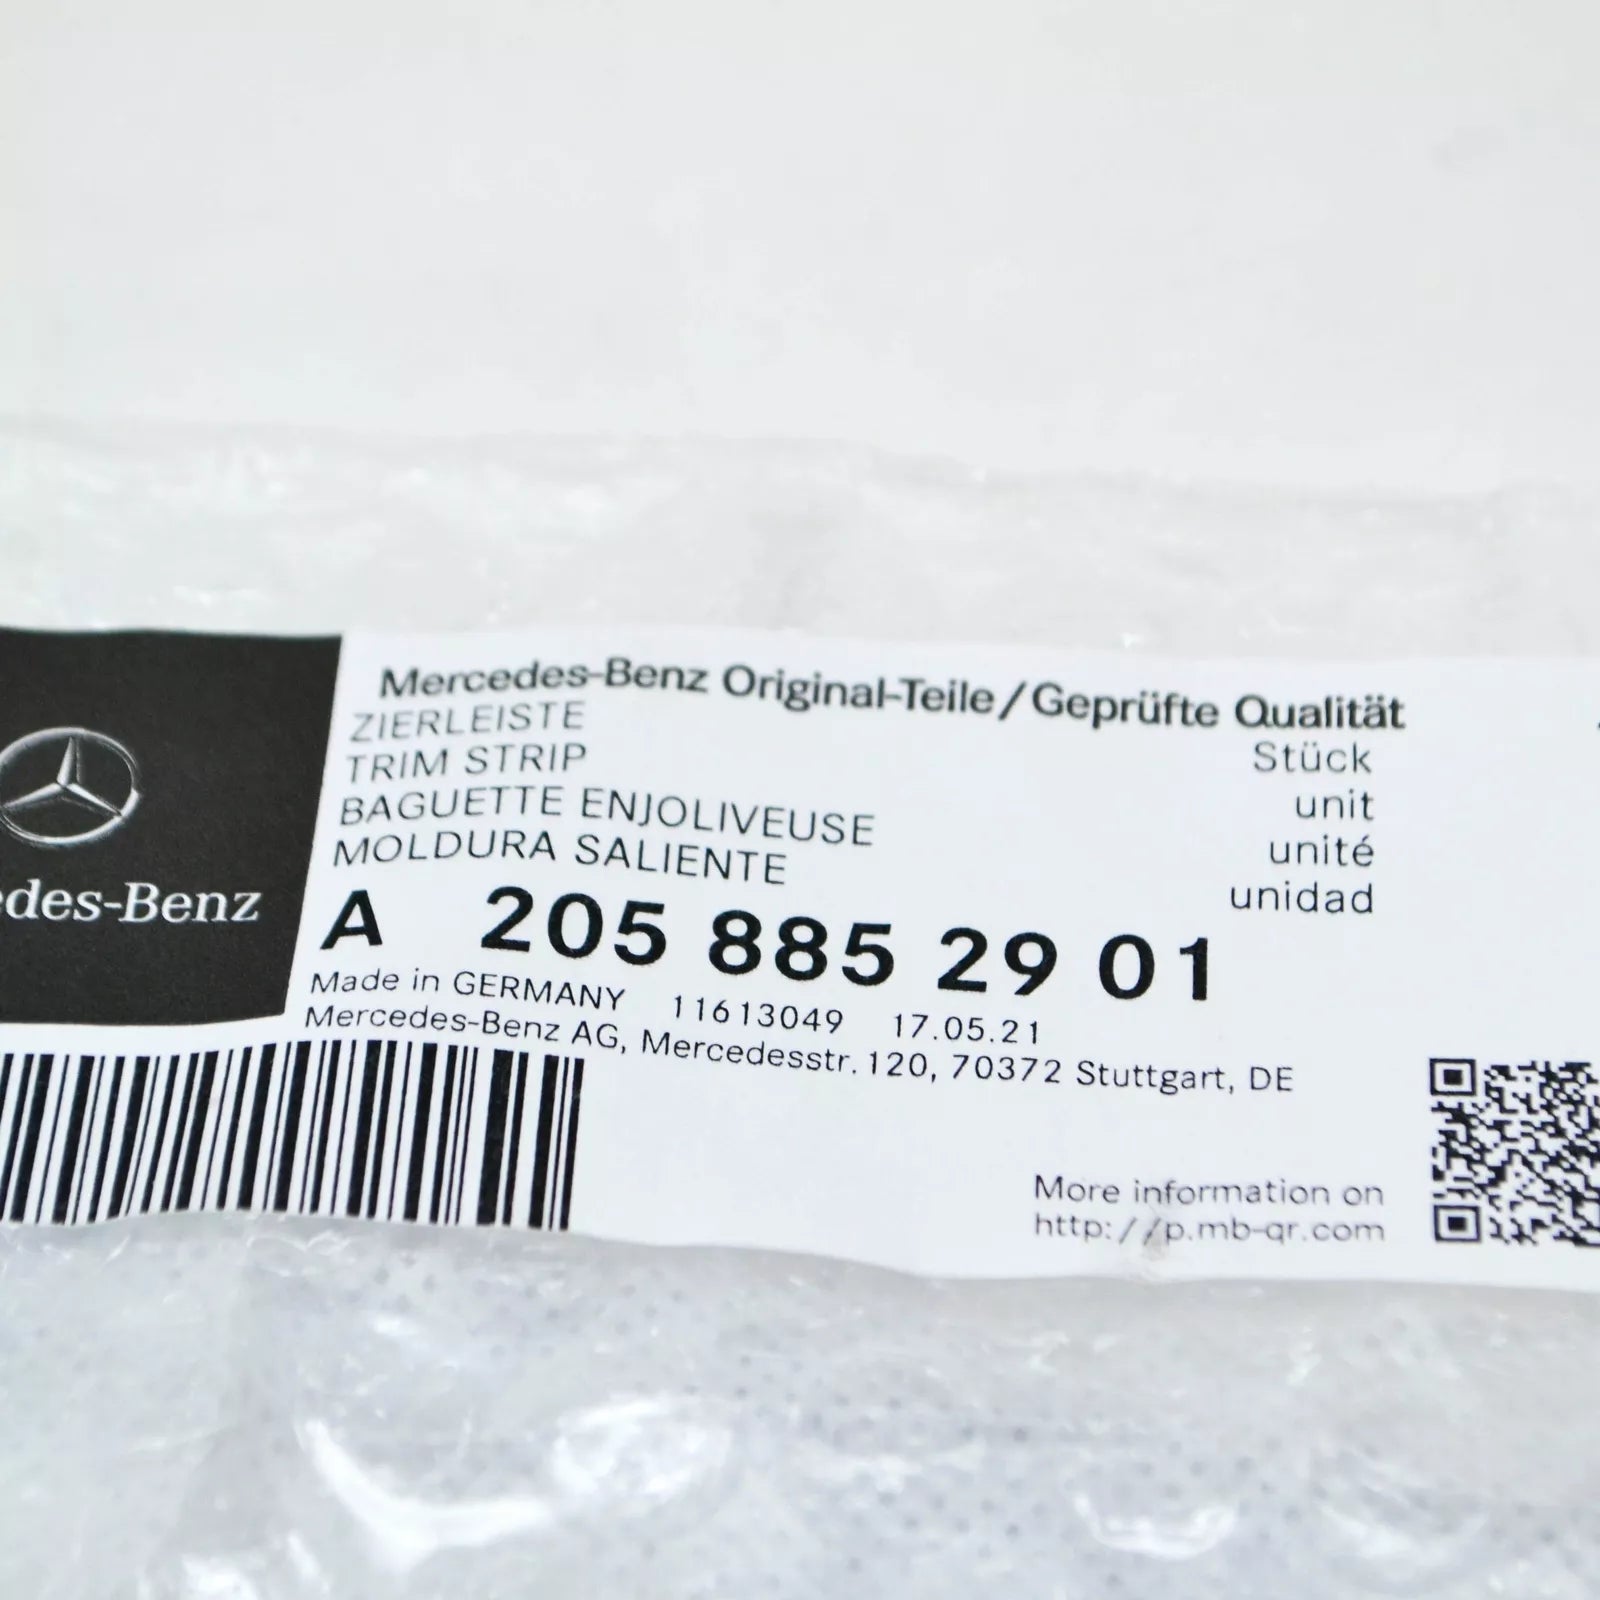 Mercedes-Benz Original-Teile/Geprüfte Qualität
ZIERLEISTE
Stück
TRIM STRIP
unit
BAGUETTE ENJOLIVEUSE
unité
MOLDURA SALIENTE
unidad
edes-Benz
A 205 885 29 01
Made in GERMANY 11613049 17.05.21
Mercedes-Benz AG, Mercedesstr. 120, 70372 Stuttgart, DE
More information on
http://p.mb-qr.com